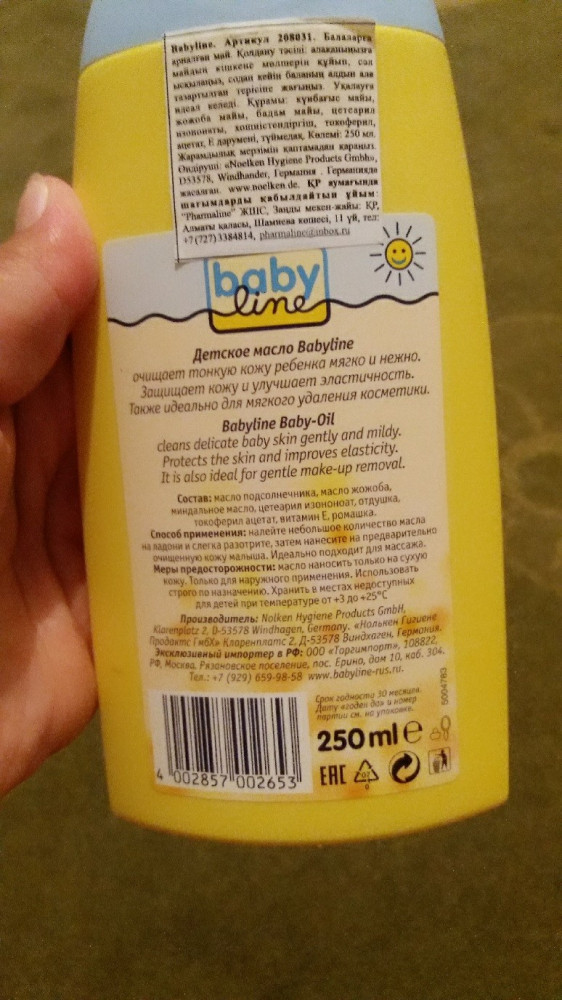 Babyline. Артикул 208031. Балаларға
арналған май. Қолдану тәсілі: алақаныңызға
майдын кішкене мөлшерін құйып, сәл
ысқылаңыз, содан кейін баланың алдын ала
тазартылған терісіне жағыңыз. Уқалауға
идеал келеді. Құрамы: күнбағыс майы,
жожоба майы, бадам майы, цетеарил
изононаты, хошиістендіргіш, токоферил,
ацетат, Е дәрумені, түймедақ. Көлемі: 250 мл.
Жарамдылық мерзімін қаптамадан қараңыз.
Өндіруші: «Noelken Hygiene Products Gmbh»,
D53578, Windhander, Германия. Германияда
жасалған. www.noelken.de. ҚР аумағында
шағымдарды қабылдайтын ұйым:
"Pharmaline" ЖШС, Заңды мекен-жайы: ҚР,
Алматы қаласы, Шамиева көшесі, 11 үй, тел:
+7(727)3384814, pharmaline@inbox.ru
baby
line
Детское масло Babyline
очищает тонкую кожу ребенка мягко и нежно.
Защищает кожу и улучшает эластичность.
Также идеально для мягкого удаления косметики.
Babyline Baby-Oil
cleans delicate baby skin gently and mildy.
Protects the skin and improves elasticity.
It is also ideal for gentle make-up removal.
Состав: масло подсолнечника, масло жожоба,
миндальное масло, цетеарил изононоат, отдушка,
токоферил ацетат, витамин Е, ромашка.
Способ применения: налейте небольшое количество масла
на ладони и слегка разотрите, затем нанесите на предварительно
очищенную кожу малыша. Идеально подходит для массажа.
Меры предосторожности: масло наносить только на сухую
кожу. Только для наружного применения. Использовать
строго по назначению. Хранить в местах недоступных
для детей при температуре от +3 до +25°C
Производитель: Nolken Hygiene Products GmbH,
Klarenplatz 2, D-53578 Windhagen, Germany. «Нолькен Гигиене
Продактс ГмбХ» Кларенплатс 2, Д-53578 Виндхаген, Германия.
Эксклюзивный импортер в РФ: ООО «Торгимпорт», 108822,
РФ, Москва. Рязановское поселение, пос. Ерино, дом 10, каб. 304.
Тел.: +7 (929) 659-98-58 www.babyline-rus.ru.
Срок годности 30 месяцев.
Дату «годен до» и номер
партии см. на упаковке.
5004783
250 ml e
4 002857 002653
EAC